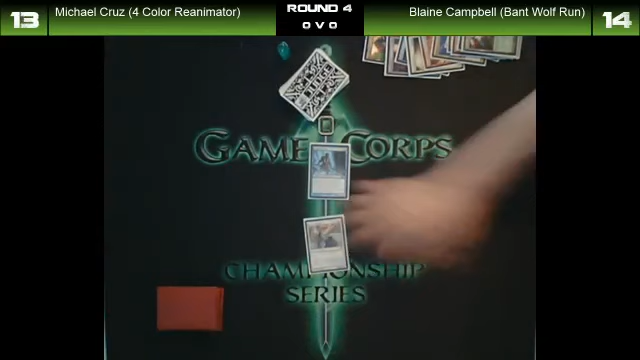 13 Michael Cruz (4 Color Reanimator) ROUND 4 Blaine Campbell (Bant Wolf Run) 14
0 V 0
GAME CORPS
CHAMPIONSHIP
SERIES